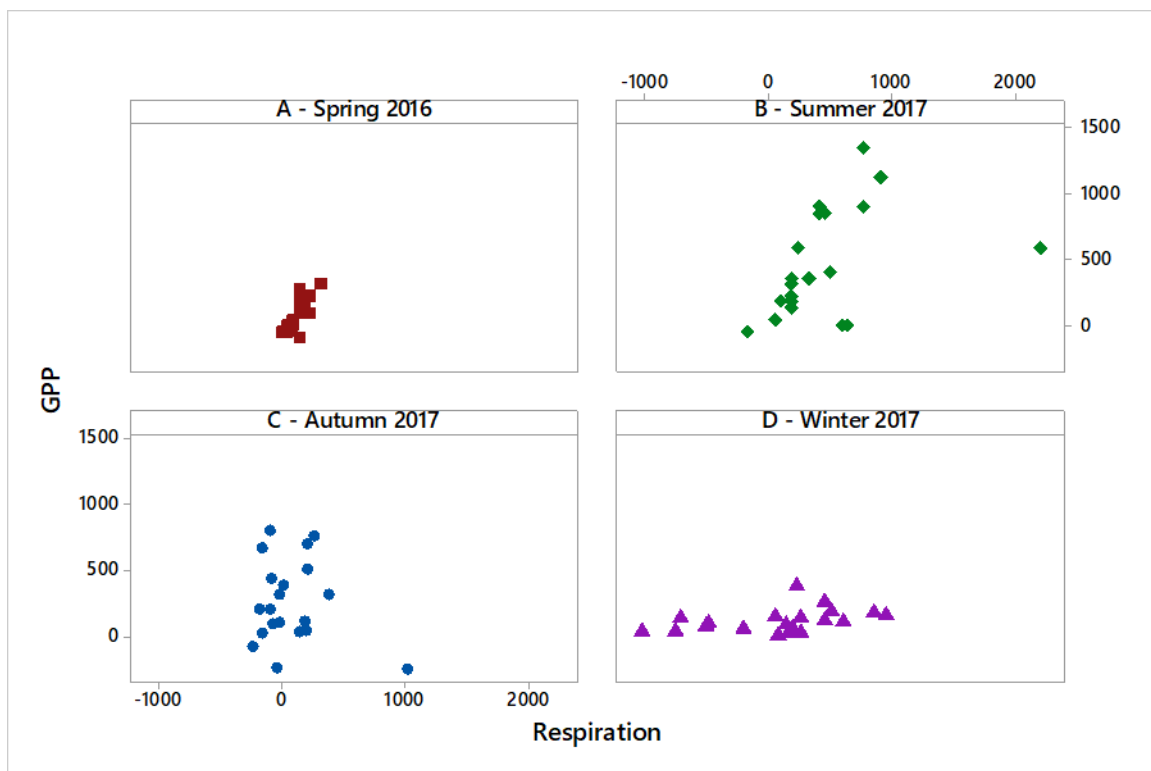 -1000 0 1000 2000
A - Spring 2016
B - Summer 2017
1500
1000
500
0
GPP
C - Autumn 2017
D - Winter 2017
1500
1000
500
0
-1000 0 1000 2000
Respiration